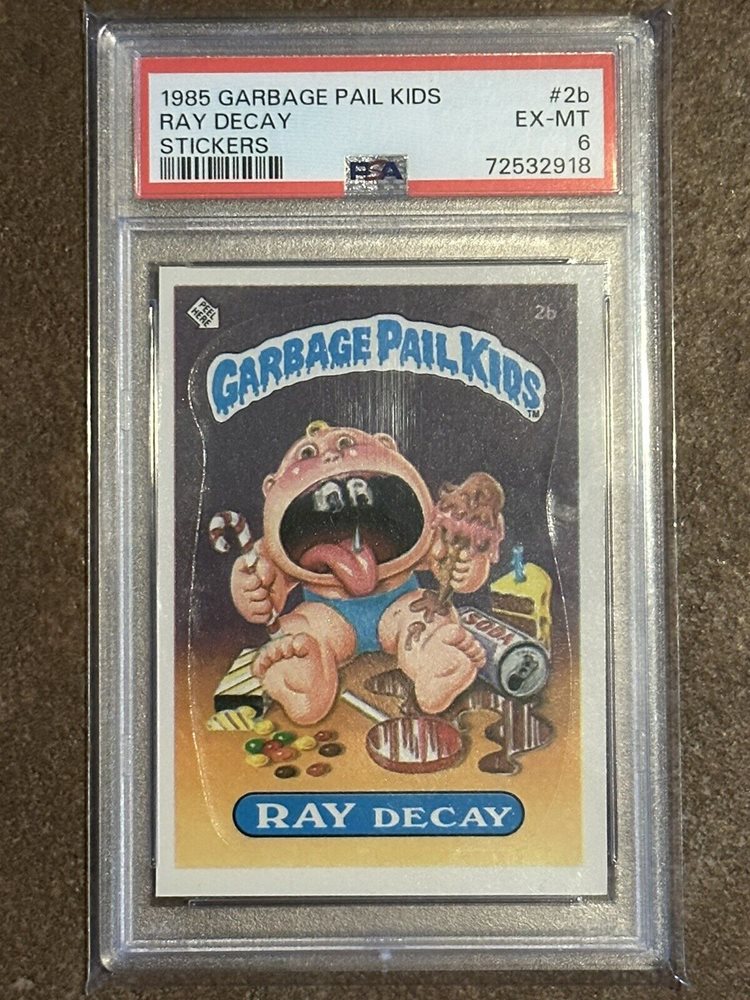 1985 GARBAGE PAIL KIDS #2b
RAY DECAY EX-MT
STICKERS 6
PSA 72532918
PEEL HERE
2b
GARBAGE PAIL KIDS
TM
SODA
RAY DECAY